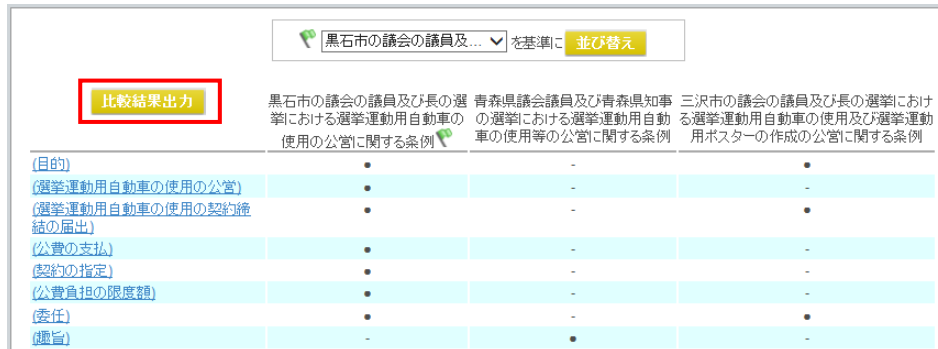 黒石市の議会の議員及... を基準に 並び替え
比較結果出力
黒石市の議会の議員及び長の選
挙における選挙運動用自動車の
使用の公営に関する条例
青森県議会議員及び青森県知事
の選挙における選挙運動用自動
車の使用等の公営に関する条例
三沢市の議会の議員及び長の選挙におけ
る選挙運動用自動車の使用及び選挙運動
用ポスターの作成の公営に関する条例
(目的) ● - ●
(選挙運動用自動車の使用の公営) ● - -
(選挙運動用自動車の使用の契約締 ● - ●
結の届出)
(公費の支払) ● - -
(契約の指定) ● - -
(公費負担の限度額) ● - -
(委任) ● - ●
(趣旨) - ● -